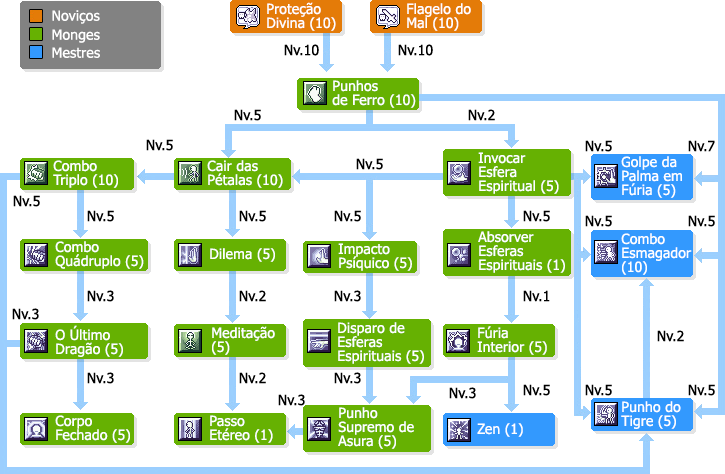 Noviços
Monges
Mestres
Proteção
Divina (10)
Flagelo do
Mal (10)
Nv.10
Nv.10
Punhos
de Ferro (10)
Nv.5
Nv.2
Nv.5
Nv.5
Nv.5
Nv.7
Combo
Triplo (10)
Cair das
Pétalas (10)
Invocar
Esfera
Espiritual (5)
Golpe da
Palma em
Fúria (5)
Nv.5
Nv.5
Nv.5
Nv.5
Nv.5
Nv.5
Nv.5
Combo
Quádruplo (5)
Dilema (5)
Impacto
Psíquico (5)
Absorver
Esferas
Espirituais (1)
Combo
Esmagador
(10)
Nv.3
Nv.3
Nv.2
Nv.3
Nv.1
Nv.2
O Último
Dragão (5)
Meditação
(5)
Disparo de
Esferas
Espirituais (5)
Fúria
Interior (5)
Nv.3
Nv.2
Nv.3
Nv.3
Nv.5
Nv.5
Nv.5
Nv.3
Corpo
Fechado (5)
Passo
Etéreo (1)
Punho
Supremo de
Asura (5)
Zen (1)
Punho do
Tigre (5)